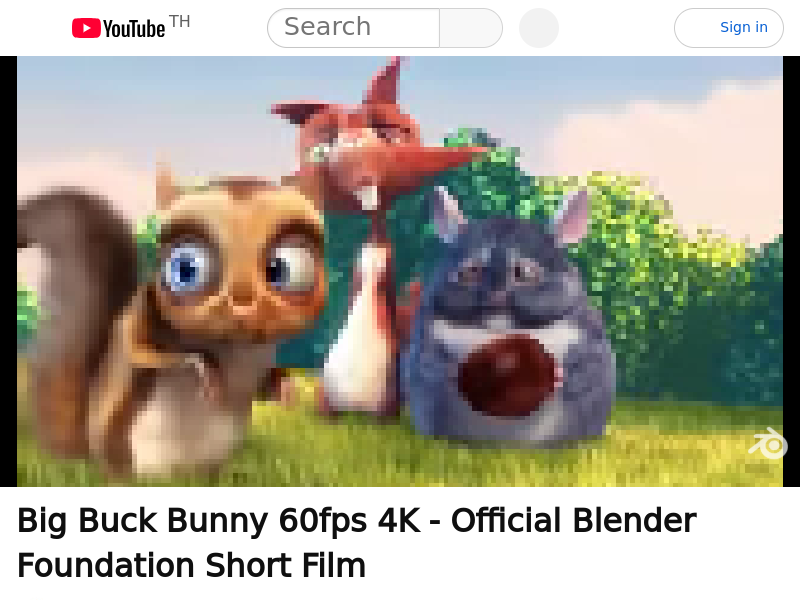 YouTube TH
Search
Sign in
Big Buck Bunny 60fps 4K - Official Blender
Foundation Short Film